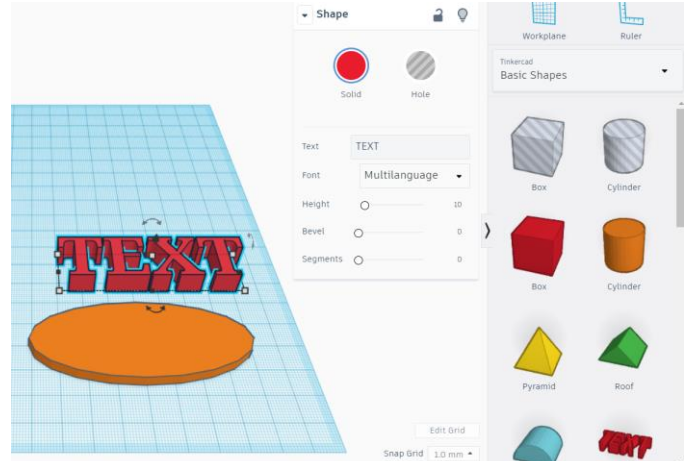 Shape
Solid
Hole
Text
TEXT
Font
Multilanguage
Height
10
Bevel
0
Segments
0
TEXT
Edit Grid
Snap Grid 1.0 mm
Workplane
Ruler
Tinkercad
Basic Shapes
Box
Cylinder
Box
Cylinder
Pyramid
Roof
TEXT